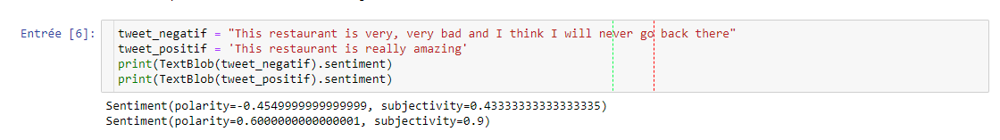 Entrée [6]: tweet_negatif = "This restaurant is very, very bad and I think I will never go back there"
tweet_positif = 'This restaurant is really amazing'
print(TextBlob(tweet_negatif).sentiment)
print(TextBlob(tweet_positif).sentiment)
Sentiment(polarity=-0.4549999999999999, subjectivity=0.43333333333333335)
Sentiment(polarity=0.6000000000000001, subjectivity=0.9)